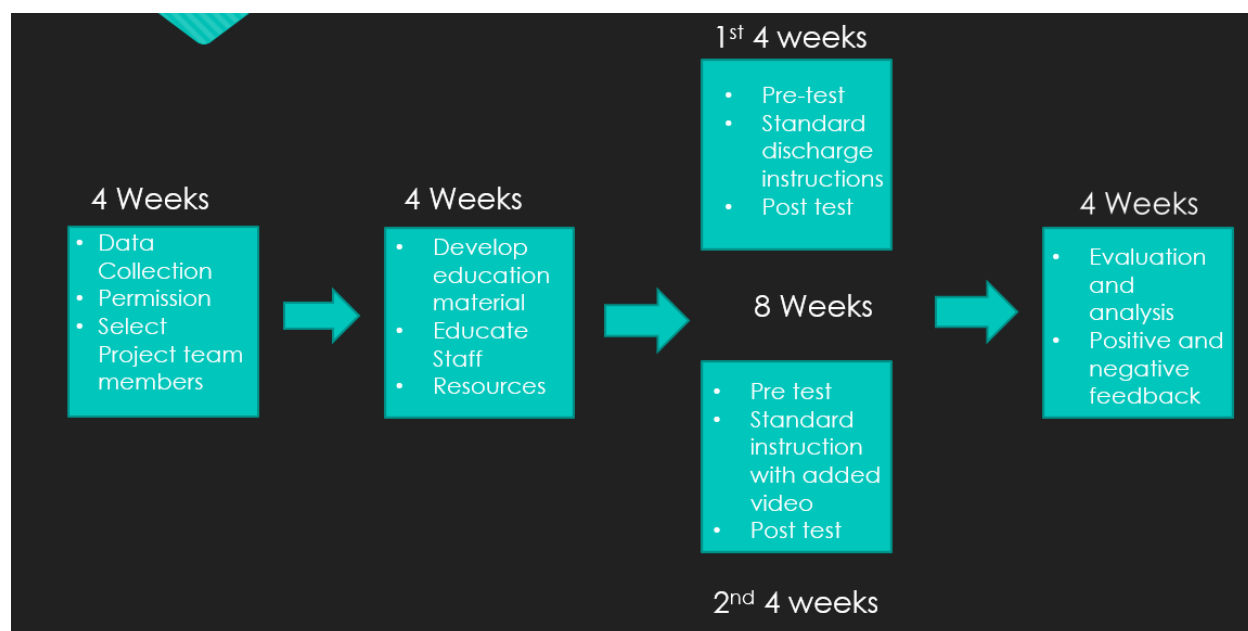 4 Weeks
• Data
Collection
• Permission
• Select
Project team
members
4 Weeks
• Develop
education
material
• Educate
Staff
• Resources
1st 4 weeks
• Pre-test
• Standard
discharge
instructions
• Post test
8 Weeks
• Pre test
• Standard
instruction
with added
video
• Post test
2nd 4 weeks
4 Weeks
• Evaluation
and
analysis
• Positive and
negative
feedback